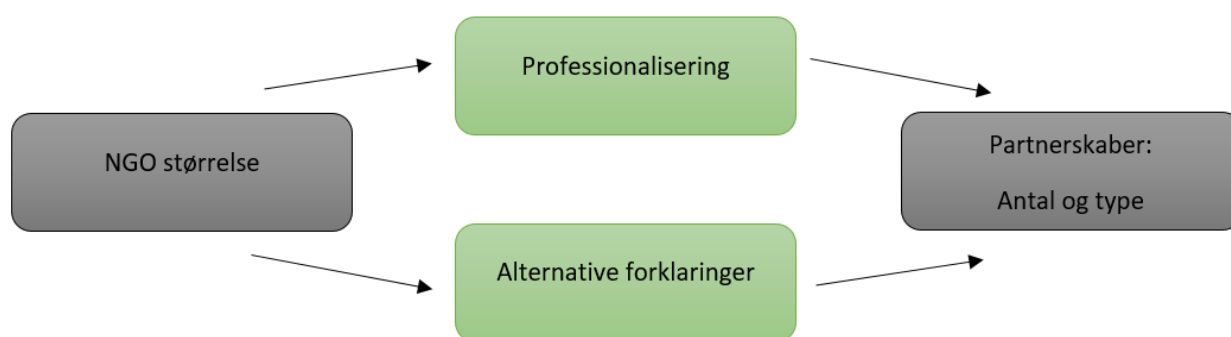 Professionalisering
NGO størrelse
Partnerskaber:
Antal og type
Alternative forklaringer